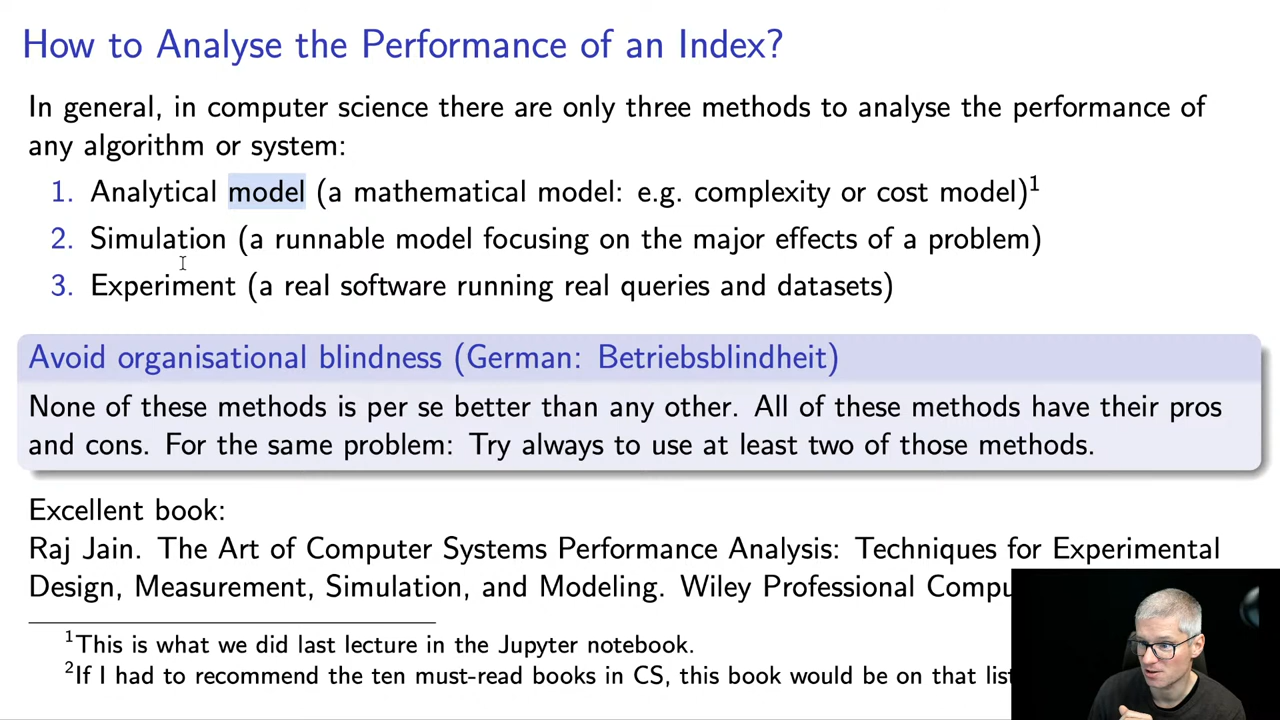 How to Analyse the Performance of an Index?
In general, in computer science there are only three methods to analyse the performance of
any algorithm or system:
1. Analytical model (a mathematical model: e.g. complexity or cost model)¹
2. Simulation (a runnable model focusing on the major effects of a problem)
3. Experiment (a real software running real queries and datasets)
Avoid organisational blindness (German: Betriebsblindheit)
None of these methods is per se better than any other. All of these methods have their pros
and cons. For the same problem: Try always to use at least two of those methods.
Excellent book:
Raj Jain. The Art of Computer Systems Performance Analysis: Techniques for Experimental
Design, Measurement, Simulation, and Modeling. Wiley Professional
¹This is what we did last lecture in the Jupyter notebook.
²If I had to recommend the ten must-read books in CS, this book would be on that list